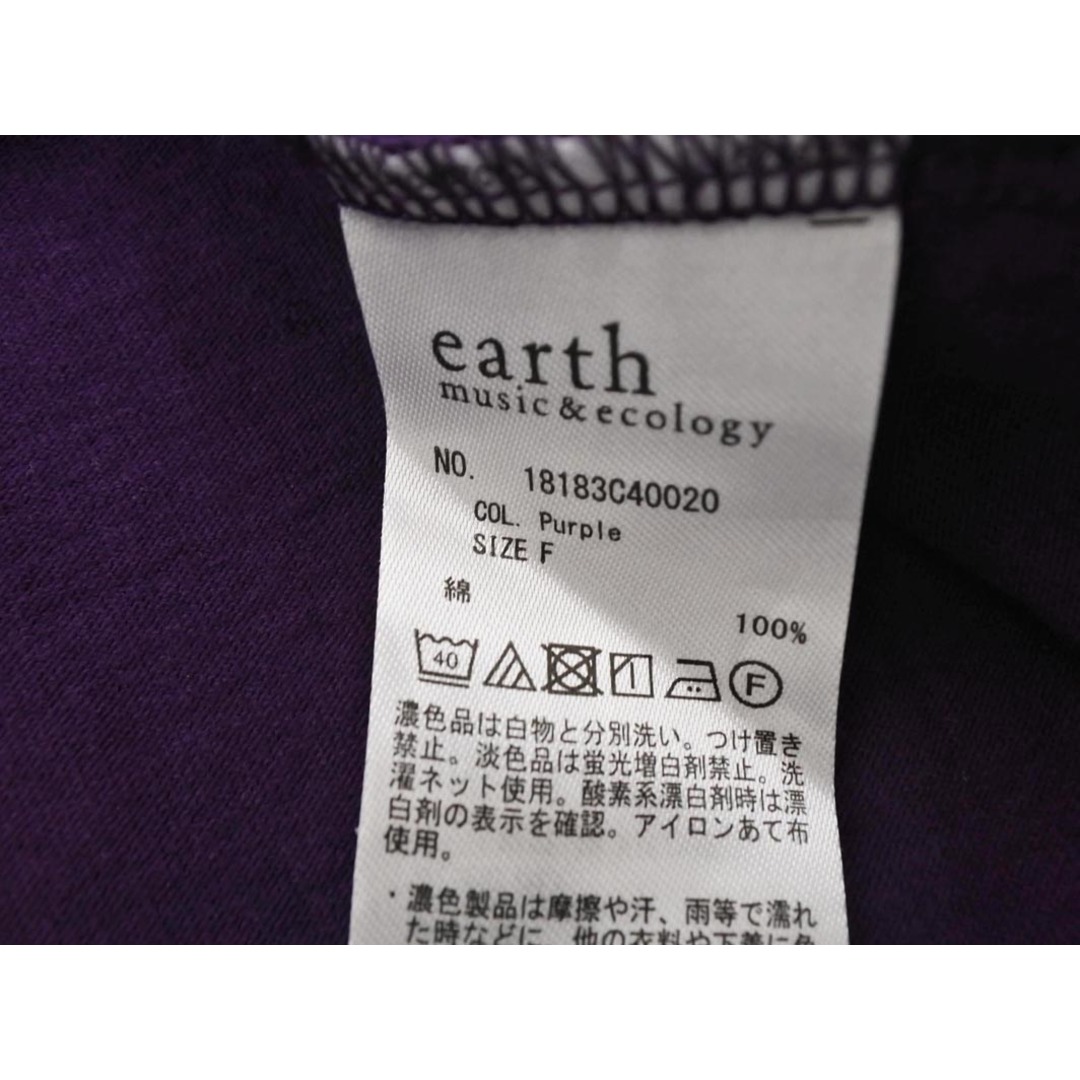 earth
music&ecology
NO. 18183C40020
COL. Purple
SIZE F
綿 100%
40 F
濃色品は白物と分別洗い。つけ置き
禁止。淡色品は蛍光増白剤禁止。洗
濯ネット使用。酸素系漂白剤時は漂
白剤の表示を確認。アイロンあて布
使用。
・濃色製品は摩擦や汗、雨等で濡れ
た時などに、他の衣料や下着に色